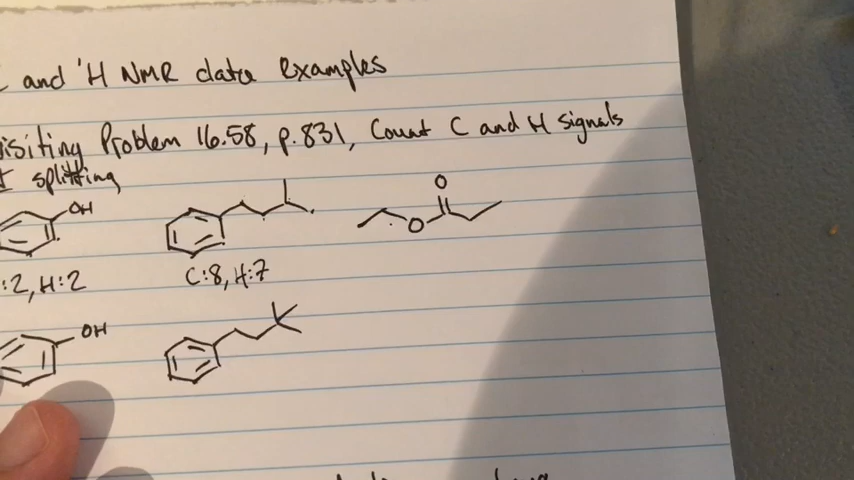 and ¹H NMR data examples
isiting Problem 16.58, p.831, Count C and H signals
splitting
OH
O
O
:2, H:2
C:8, H:7
OH